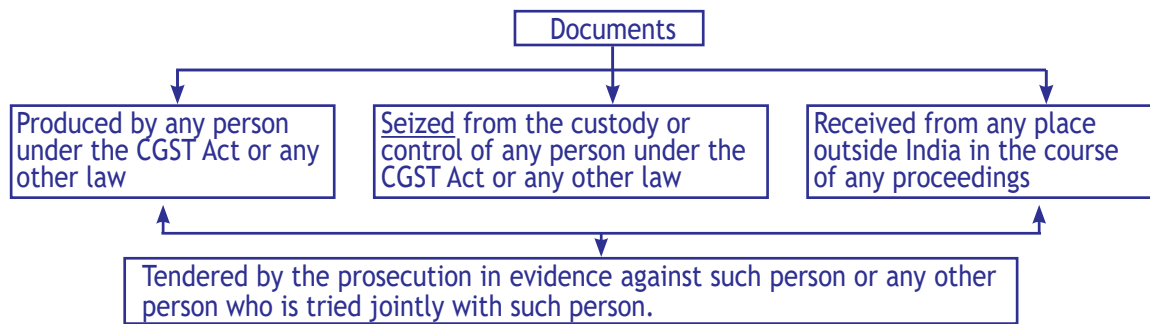 Documents
Produced by any person
under the CGST Act or any
other law
Seized from the custody or
control of any person under the
CGST Act or any other law
Received from any place
outside India in the course
of any proceedings
Tendered by the prosecution in evidence against such person or any other
person who is tried jointly with such person.